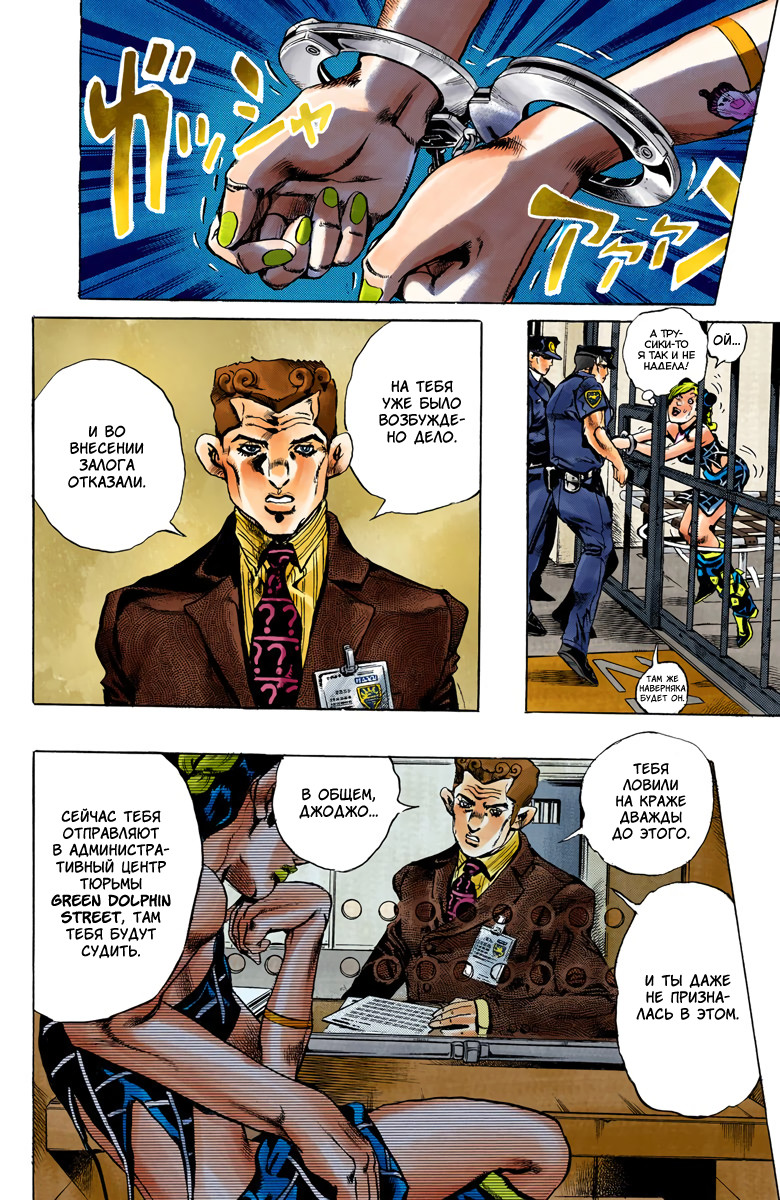 ガッシャ
アァァン
ОЙ...
А ТРУ-
СИКИ-ТО
Я ТАК И НЕ
НАДЕЛА!
ТАМ ЖЕ
НАВЕРНЯКА
БУДЕТ ОН.
НА ТЕБЯ
УЖЕ БЫЛО
ВОЗБУЖДЕ-
НО ДЕЛО.
И ВО
ВНЕСЕНИИ
ЗАЛОГА
ОТКАЗАЛИ.
ТЕБЯ
ЛОВИЛИ
НА КРАЖЕ
ДВАЖДЫ
ДО ЭТОГО.
И ТЫ ДАЖЕ
НЕ ПРИЗНА-
ЛАСЬ В ЭТОМ.
В ОБЩЕМ,
ДЖОДЖО...
СЕЙЧАС ТЕБЯ
ОТПРАВЛЯЮТ
В АДМИНИСТРА-
ТИВНЫЙ ЦЕНТР
ТЮРЬМЫ
GREEN DOLPHIN
STREET, ТАМ
ТЕБЯ БУДУТ
СУДИТЬ.